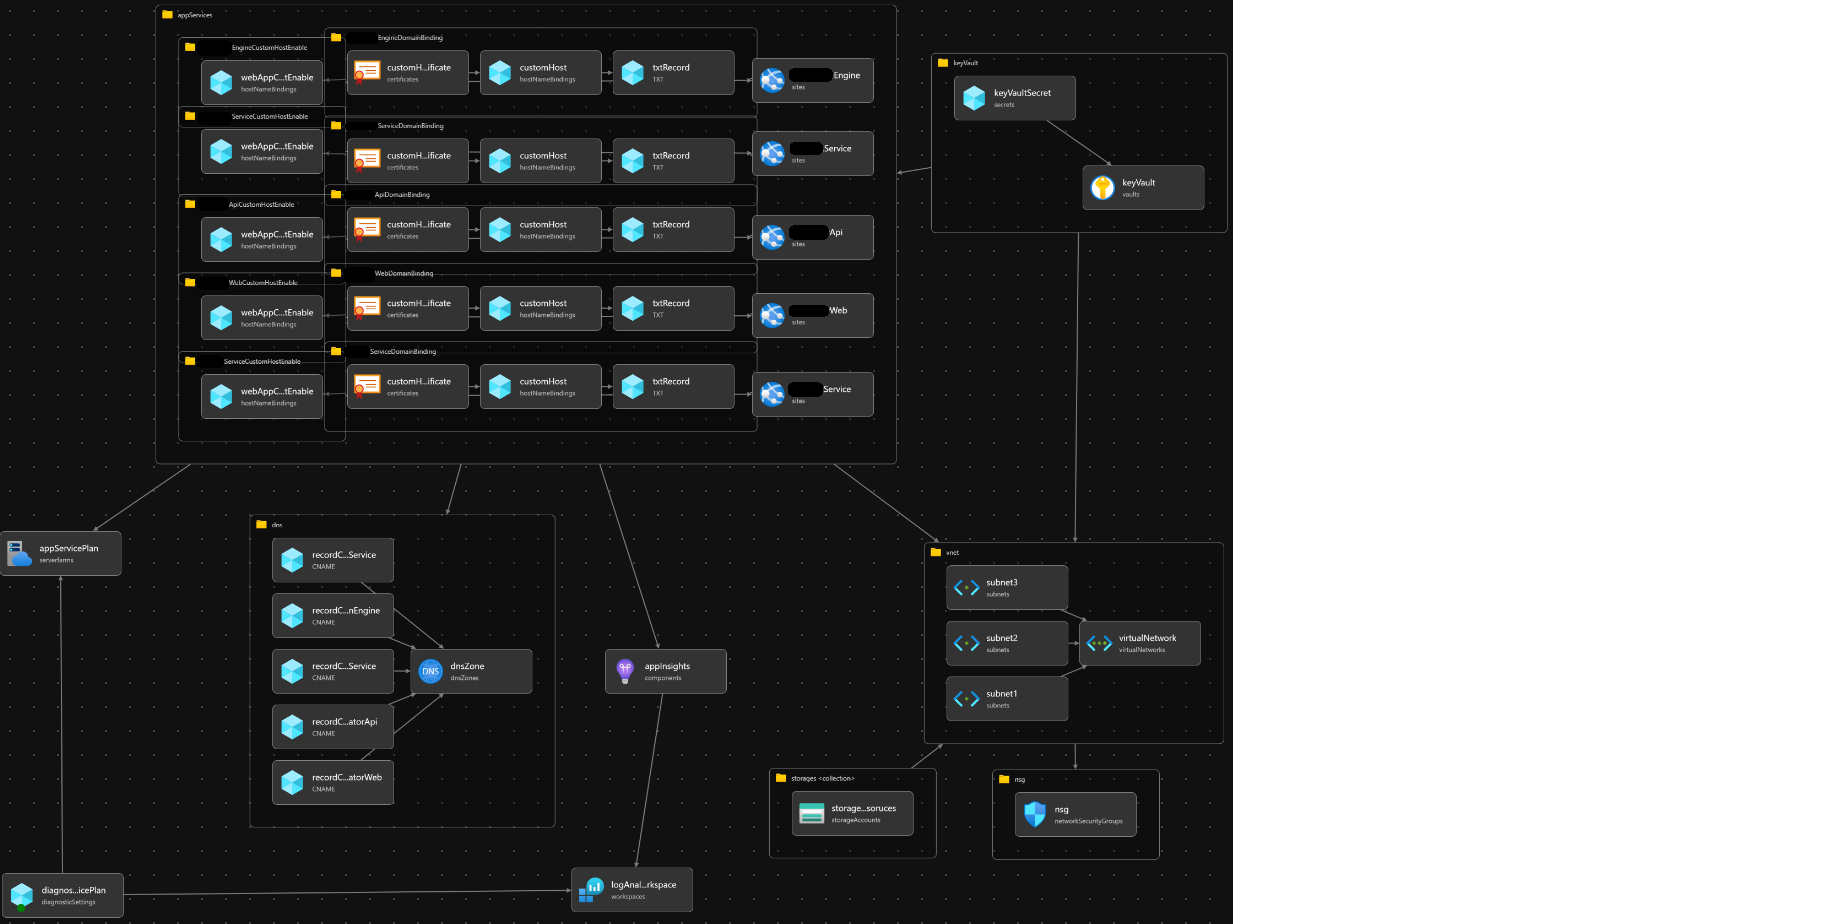 appServices
EngineCustomHostEnable
webAppC...tEnable
hostNameBindings
EngineDomainBinding
customH...ificate
certificates
customHost
hostNameBindings
txtRecord
TXT
Engine
sites
ServiceCustomHostEnable
webAppC...tEnable
hostNameBindings
ServiceDomainBinding
customH...ificate
certificates
customHost
hostNameBindings
txtRecord
TXT
Service
sites
ApiCustomHostEnable
webAppC...tEnable
hostNameBindings
ApiDomainBinding
customH...ificate
certificates
customHost
hostNameBindings
txtRecord
TXT
Api
sites
WebCustomHostEnable
webAppC...tEnable
hostNameBindings
WebDomainBinding
customH...ificate
certificates
customHost
hostNameBindings
txtRecord
TXT
Web
sites
ServiceCustomHostEnable
webAppC...tEnable
hostNameBindings
ServiceDomainBinding
customH...ificate
certificates
customHost
hostNameBindings
txtRecord
TXT
Service
sites
keyVault
keyVaultSecret
secrets
keyVault
vaults
appServicePlan
serverfarms
dns
recordC...Service
CNAME
recordC...nEngine
CNAME
recordC...Service
CNAME
recordC...atorApi
CNAME
recordC...atorWeb
CNAME
DNS
dnsZone
dnsZones
appInsights
components
vnet
subnet3
subnets
subnet2
subnets
subnet1
subnets
virtualNetwork
virtualNetworks
storages <collection>
storage...soruces
storageAccounts
nsg
nsg
networkSecurityGroups
diagnos...icePlan
diagnosticSettings
logAnal...rkspace
workspaces